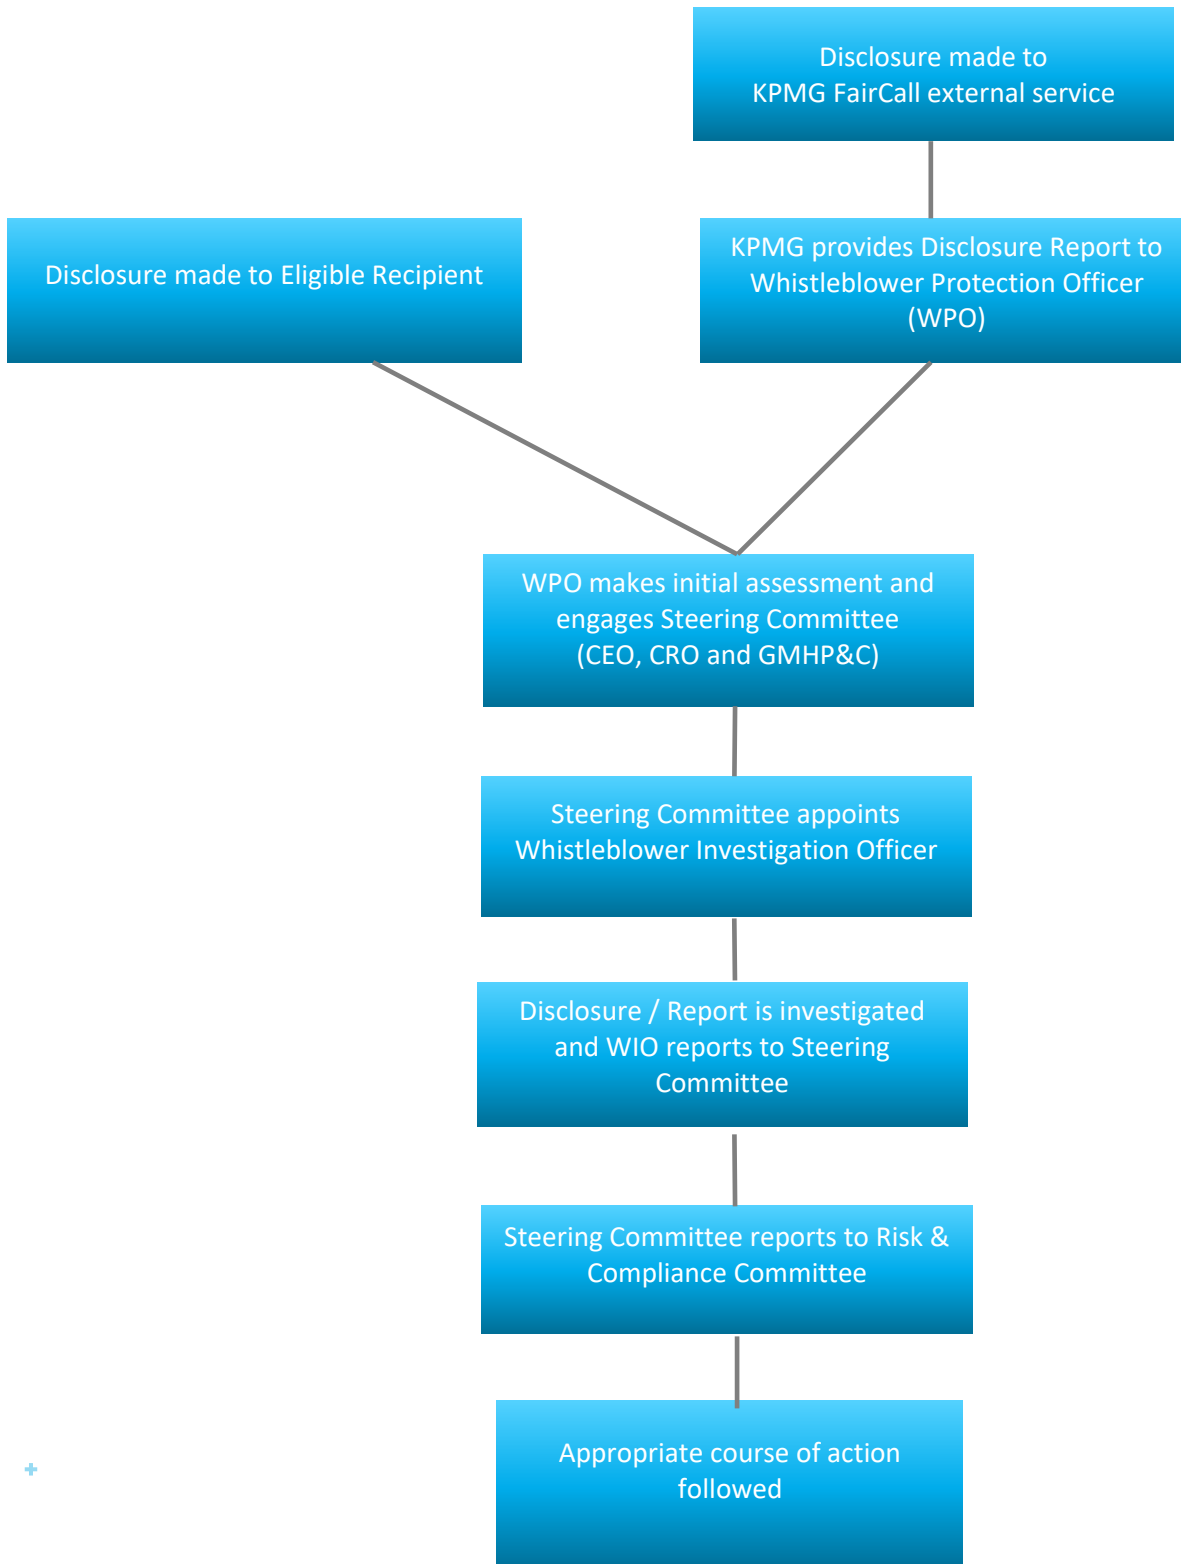 Disclosure made to
KPMG FairCall external service
Disclosure made to Eligible Recipient
KPMG provides Disclosure Report to
Whistleblower Protection Officer
(WPO)
WPO makes initial assessment and
engages Steering Committee
(CEO, CRO and GMHP&C)
Steering Committee appoints
Whistleblower Investigation Officer
Disclosure / Report is investigated
and WIO reports to Steering
Committee
Steering Committee reports to Risk &
Compliance Committee
Appropriate course of action
followed